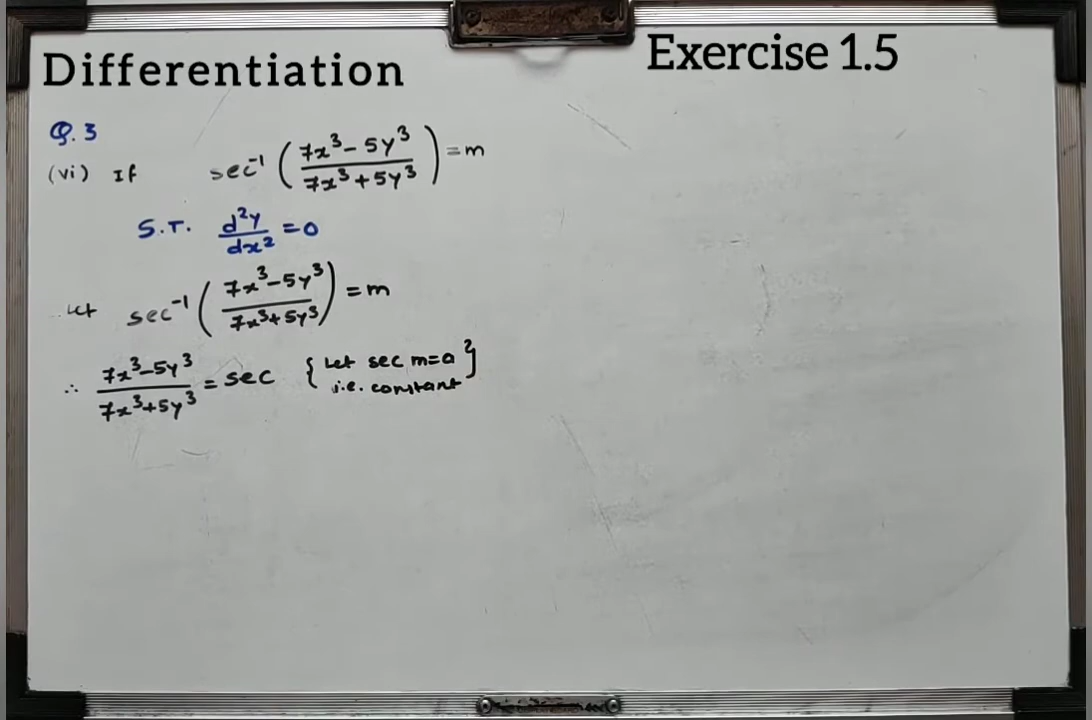 Differentiation
Exercise 1.5
Q.3
(vi) If sec⁻¹ (7x³ - 5y³ / 7x³ + 5y³) = m
S.T. d²y/dx² = 0
Let sec⁻¹ (7x³ - 5y³ / 7x³ + 5y³) = m
∴ 7x³ - 5y³ / 7x³ + 5y³ = sec { Let sec m = a }
i.e. constant